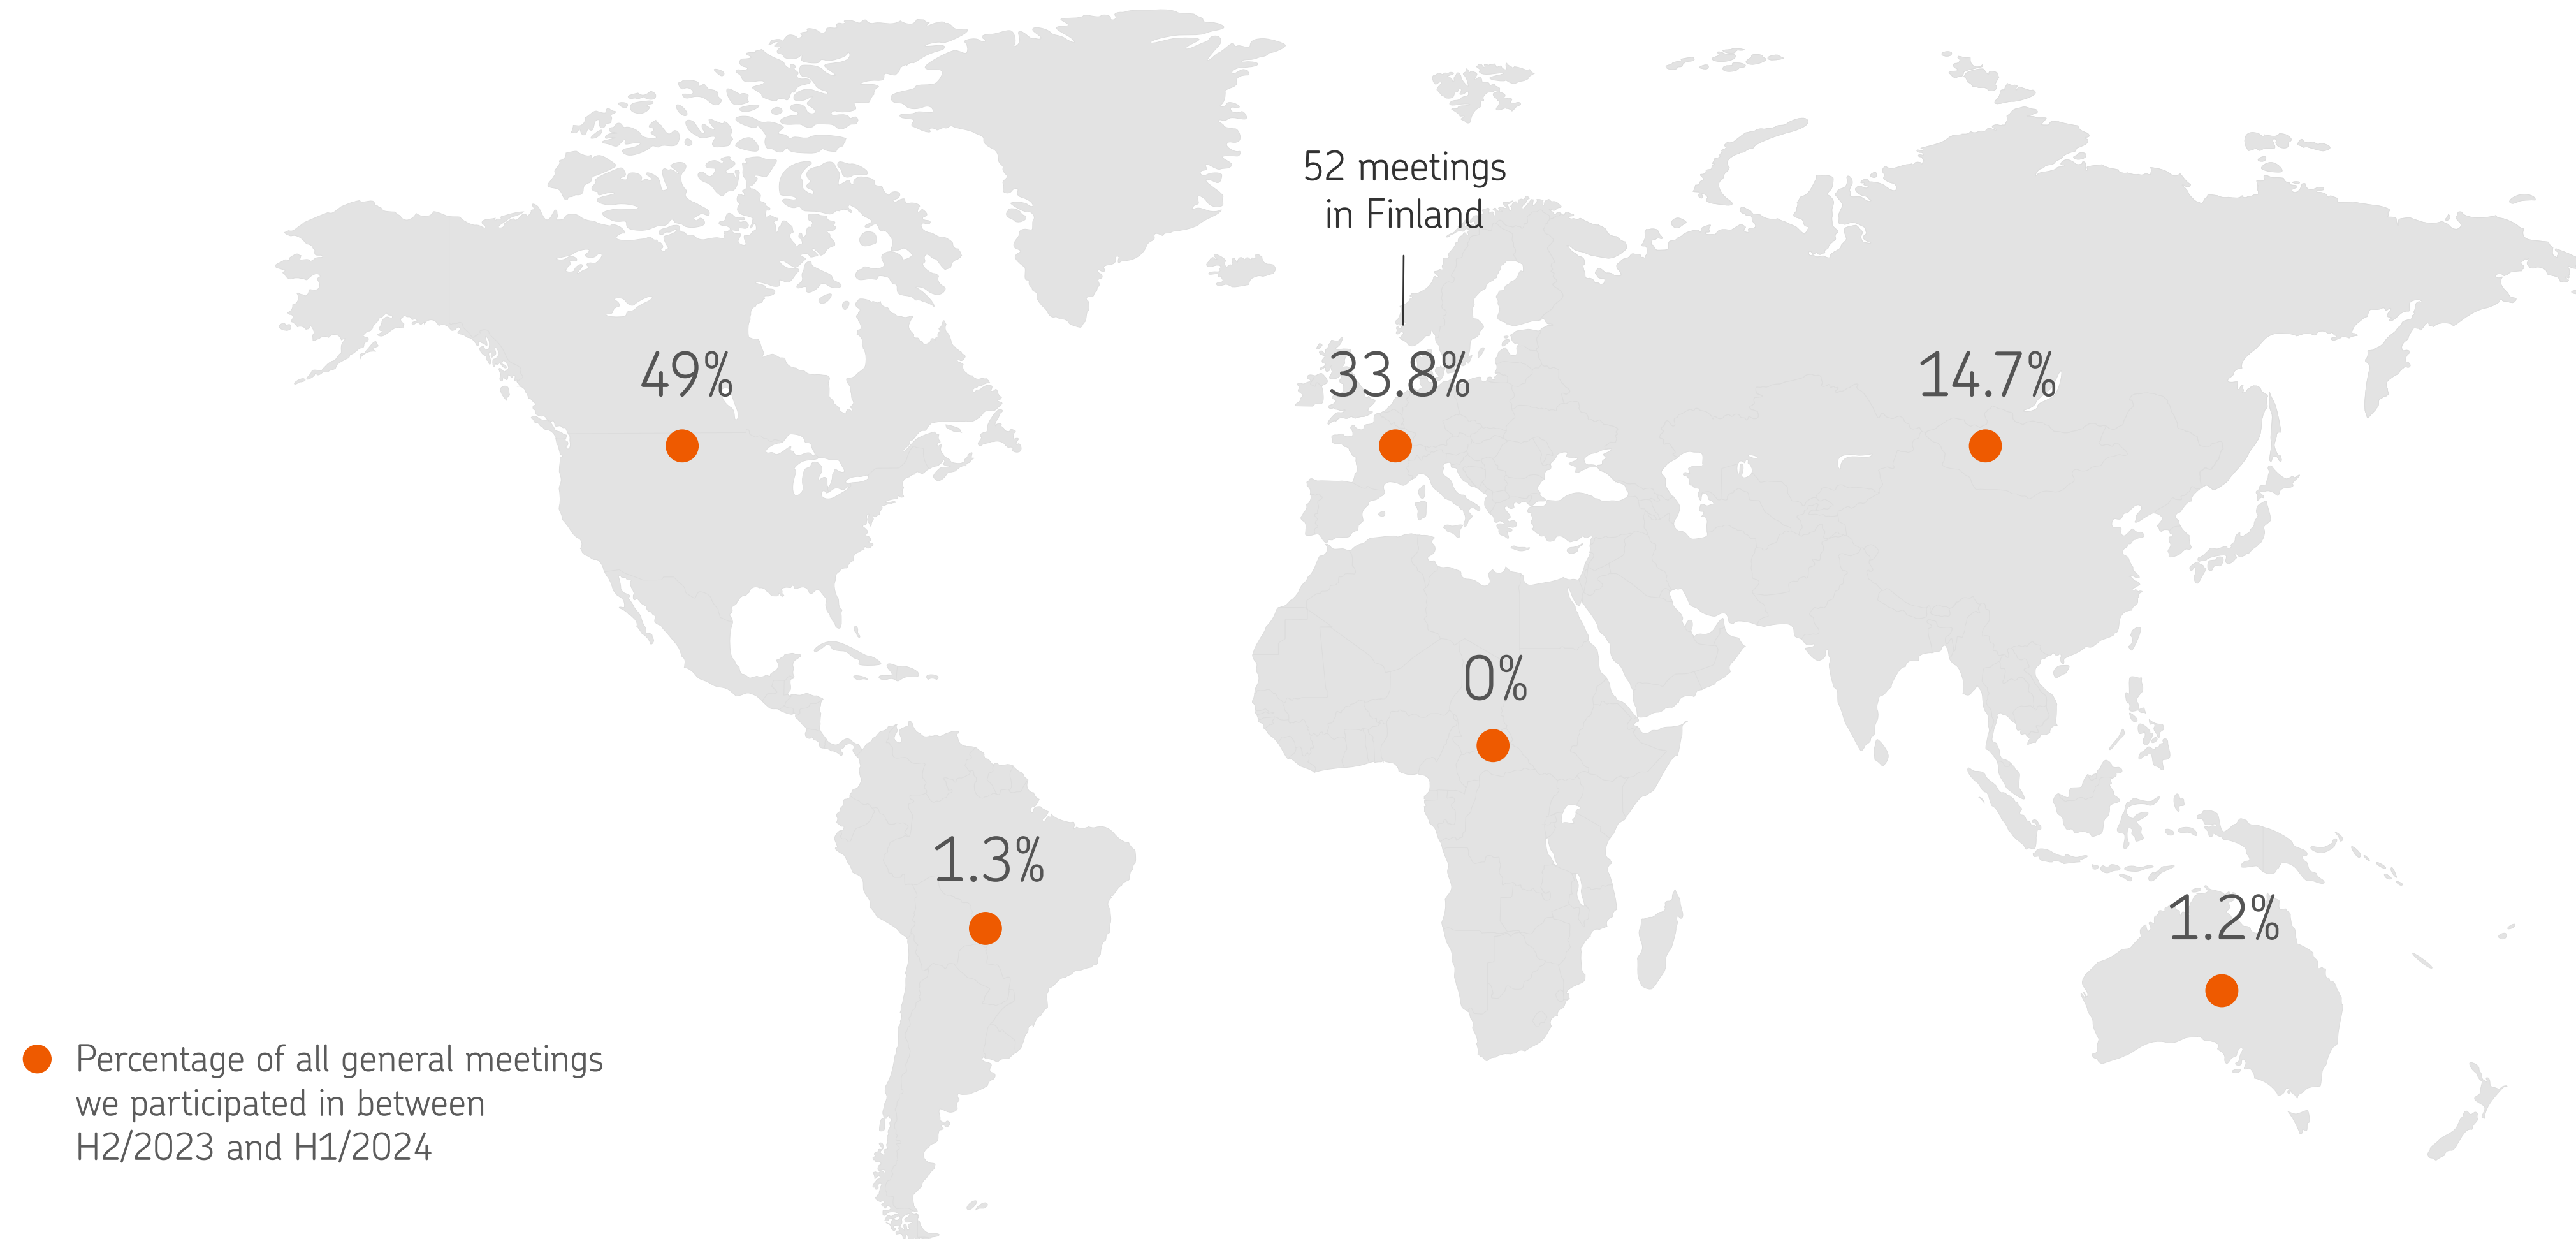 52 meetings
in Finland
49%
33.8%
14.7%
0%
1.3%
1.2%
Percentage of all general meetings
we participated in between
H2/2023 and H1/2024